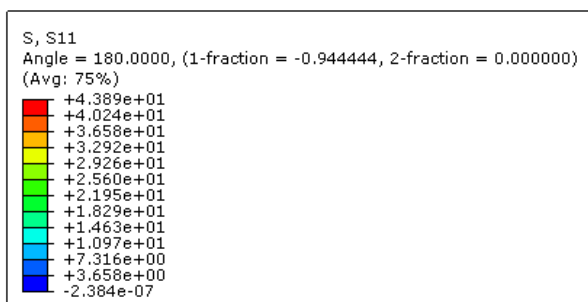 S, S11
Angle = 180.0000, (1-fraction = -0.944444, 2-fraction = 0.000000)
(Avg: 75%)
+4.389e+01
+4.024e+01
+3.658e+01
+3.292e+01
+2.926e+01
+2.560e+01
+2.195e+01
+1.829e+01
+1.463e+01
+1.097e+01
+7.316e+00
+3.658e+00
-2.384e-07